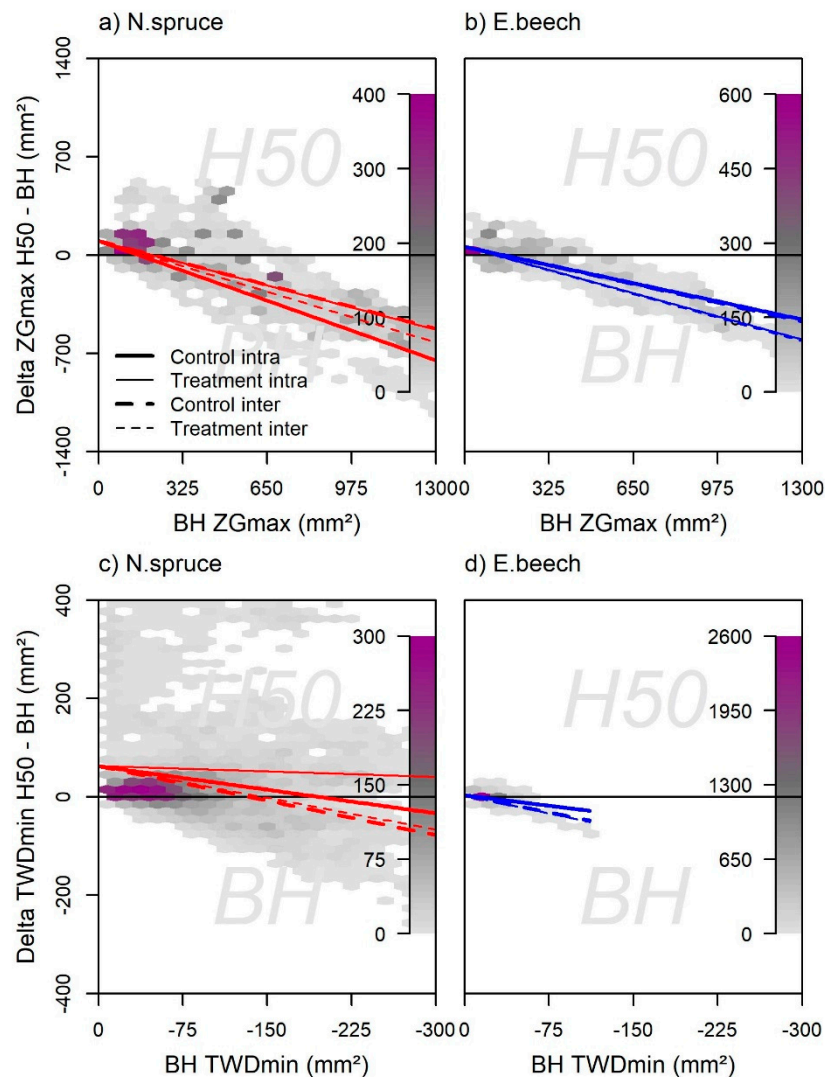 a) N.spruce
b) E.beech
1400
700
0
-700
-1400
Delta ZGmax H50 - BH (mm²)
H50
BH
400
300
200
100
0
H50
BH
600
450
300
150
0
Control intra
Treatment intra
Control inter
Treatment inter
0 325 650 975 1300
0 325 650 975 1300
BH ZGmax (mm²)
BH ZGmax (mm²)
c) N.spruce
d) E.beech
400
200
0
-200
-400
Delta TWDmin H50 - BH (mm²)
H50
BH
300
225
150
75
0
H50
BH
2600
1950
1300
650
0
0 -75 -150 -225 -300
0 -75 -150 -225 -300
BH TWDmin (mm²)
BH TWDmin (mm²)